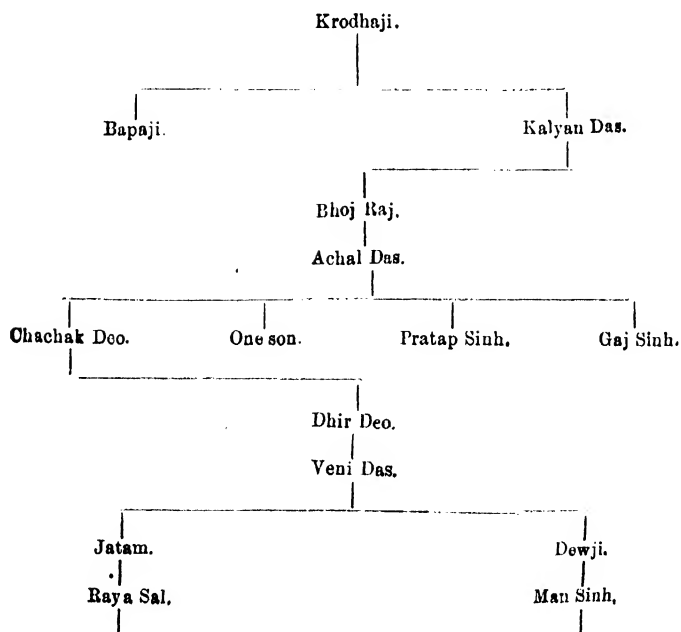 Krodhaji.
Bapaji. Kalyan Das.
Bhoj Raj.
Achal Das.
Chachak Deo. One son. Pratap Sinh. Gaj Sinh.
Dhir Deo.
Veni Das.
Jatam. Dewji.
Raya Sal. Man Sinh.